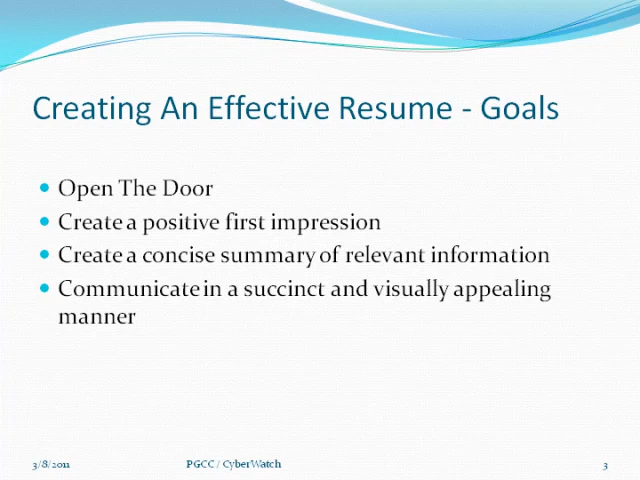 Creating An Effective Resume - Goals
Open The Door
Create a positive first impression
Create a concise summary of relevant information
Communicate in a succinct and visually appealing
manner
3/8/2011 PGCC / CyberWatch 3